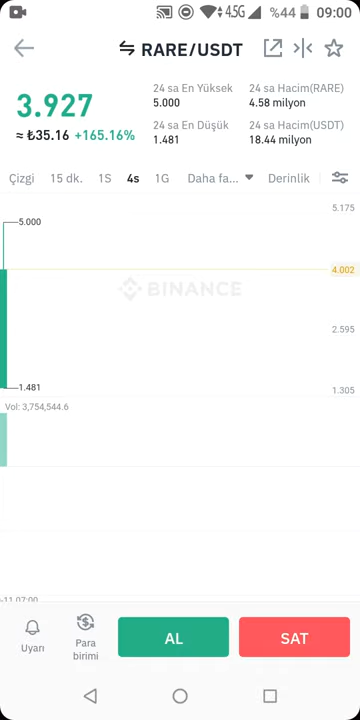 4.5G %44 09:00
RARE/USDT
3.927
≈ ₺35.16 +165.16%
24 sa En Yüksek
5.000
24 sa Hacim(RARE)
4.58 milyon
24 sa En Düşük
1.481
24 sa Hacim(USDT)
18.44 milyon
Çizgi 15 dk. 1S 4s 1G Daha fa... Derinlik
5.175
5.000
4.002
BINANCE
2.595
1.481
1.305
Vol: 3,754,544.6
-11 07:00
Uyarı
Para
birimi
AL
SAT